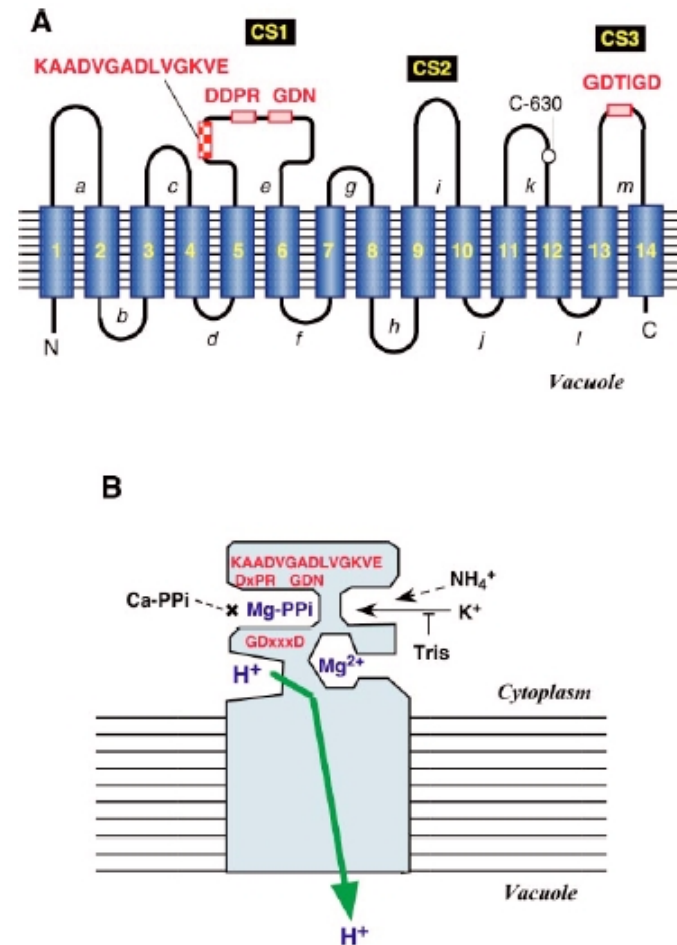 A
CS1
CS3
KAADVGADLVGKVE
CS2
GDTIGD
DDPR GDN
C-630
a c e g i k m
1 2 3 4 5 6 7 8 9 10 11 12 13 14
b d f h j l
N C
Vacuole
B
KAADVGADLVGKVE
DxPR GDN
NH₄⁺
Ca-PPi Mg-PPi K⁺
Tris
GDxxxD
H⁺ Mg²⁺
Cytoplasm
Vacuole
H⁺